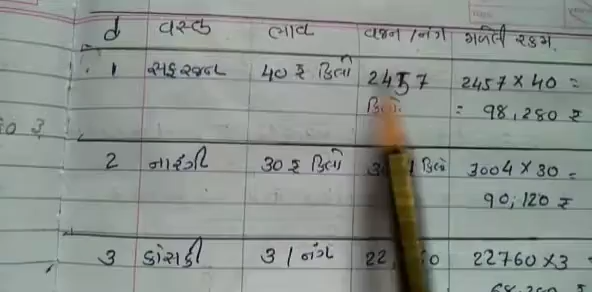 વસ્તુ ભાવ વજન/નંગ ગણતરી રકમ
1 સફરજન 40 ₹ કિલો 2457 2457 × 40 =
કિલો = 98,280 ₹
2 નારંગી 30 ₹ કિલો કિલો 3004 × 30 =
90,120 ₹
3 3 / નંગ 22760 × 3